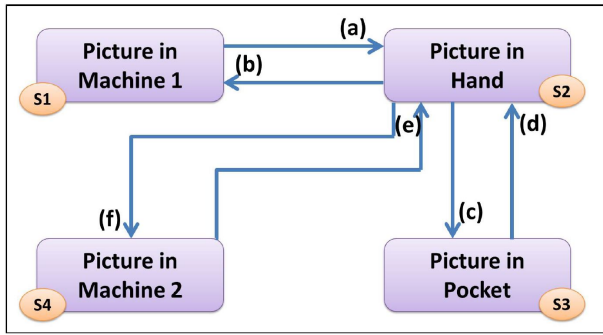 (a)
Picture in
Machine 1
S1
(b)
Picture in
Hand
S2
(e)
(d)
(f)
(c)
Picture in
Machine 2
S4
Picture in
Pocket
S3